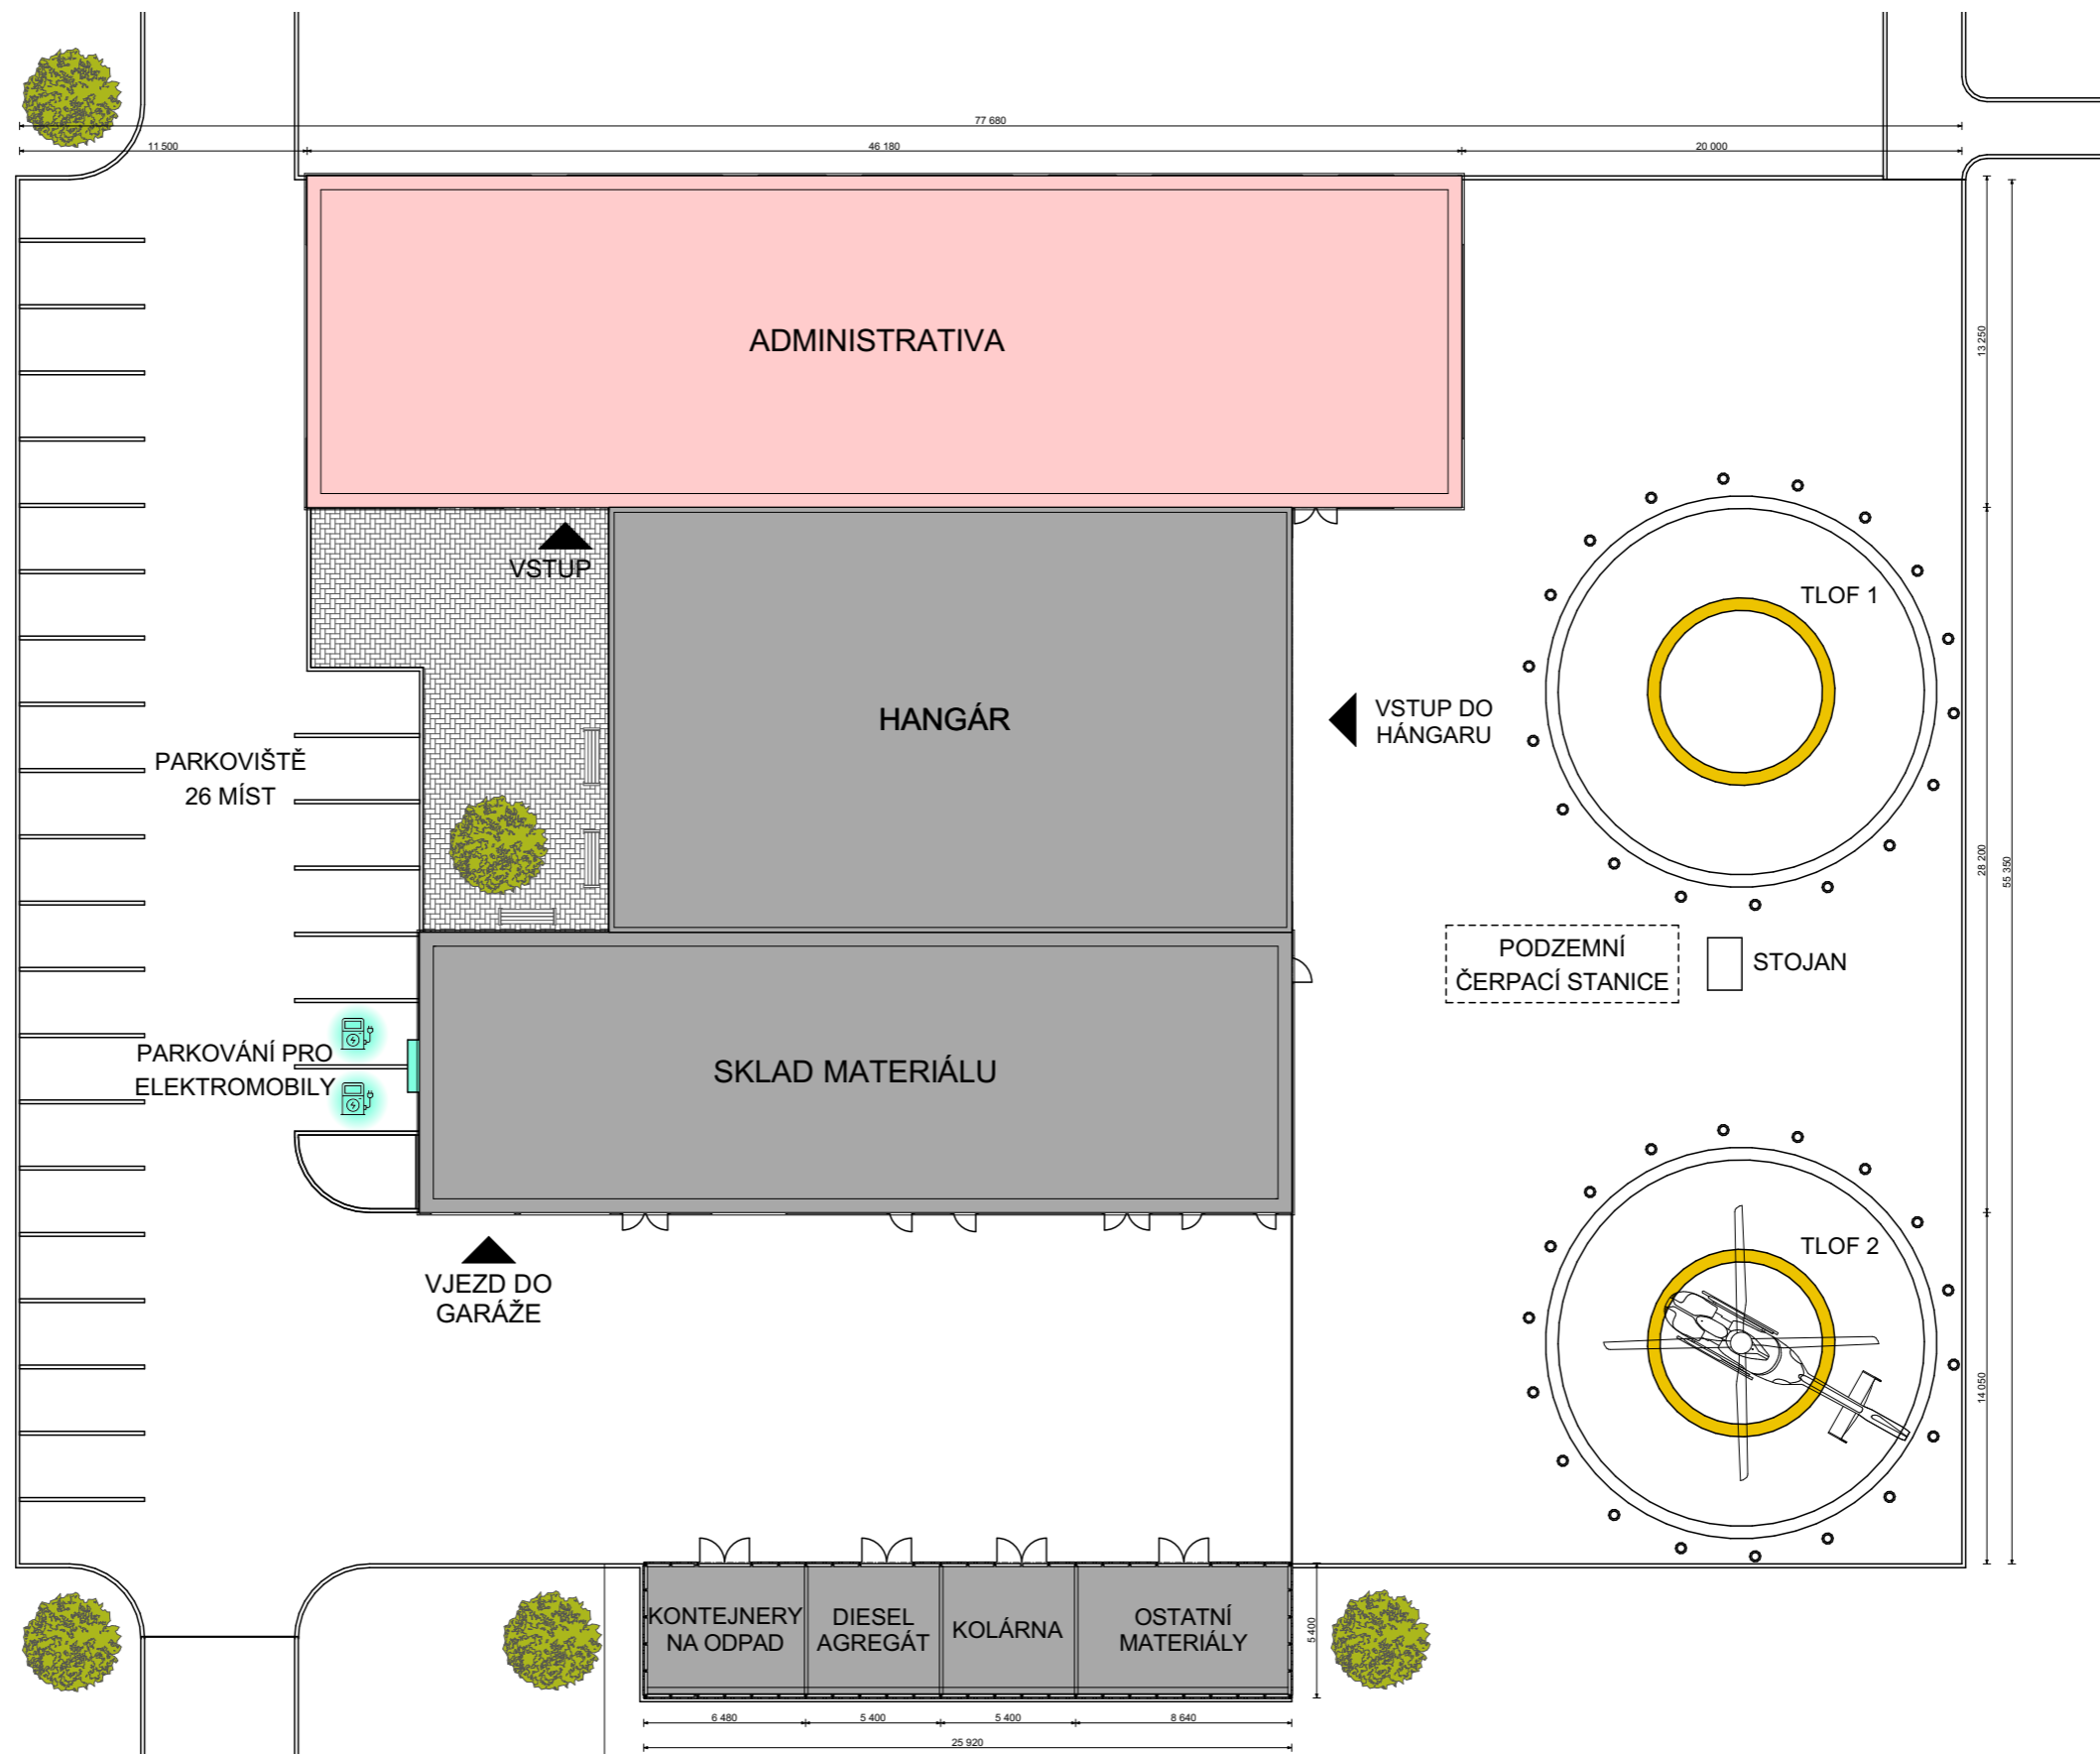 77 680
11 500
46 180
20 000
ADMINISTRATIVA
13 250
VSTUP
TLOF 1
HANGÁR
VSTUP DO
HÁNGARU
PARKOVIŠTĚ
26 MÍST
28 200
55 350
PODZEMNÍ
ČERPACÍ STANICE
STOJAN
PARKOVÁNÍ PRO
ELEKTROMOBILY
SKLAD MATERIÁLU
TLOF 2
VJEZD DO
GARÁŽE
14 050
KONTEJNERY
NA ODPAD
DIESEL
AGREGÁT
KOLÁRNA
OSTATNÍ
MATERIÁLY
5 400
6 480
5 400
5 400
8 640
25 920